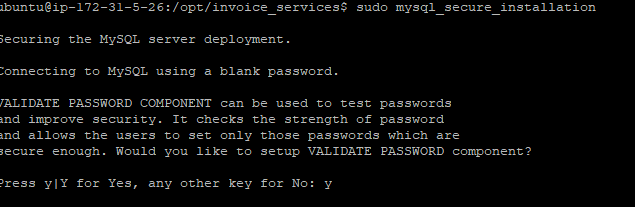 ubuntu@ip-172-31-5-26:/opt/invoice_services$ sudo mysql_secure_installation
Securing the MySQL server deployment.
Connecting to MySQL using a blank password.
VALIDATE PASSWORD COMPONENT can be used to test passwords
and improve security. It checks the strength of password
and allows the users to set only those passwords which are
secure enough. Would you like to setup VALIDATE PASSWORD component?
Press y|Y for Yes, any other key for No: y